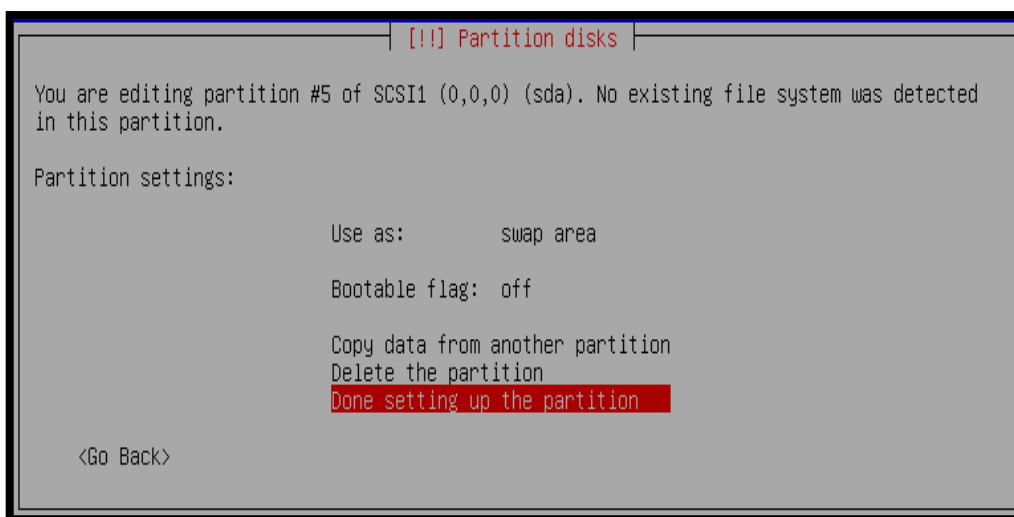 [!!] Partition disks
You are editing partition #5 of SCSI1 (0,0,0) (sda). No existing file system was detected
in this partition.
Partition settings:
Use as: swap area
Bootable flag: off
Copy data from another partition
Delete the partition
Done setting up the partition
<Go Back>